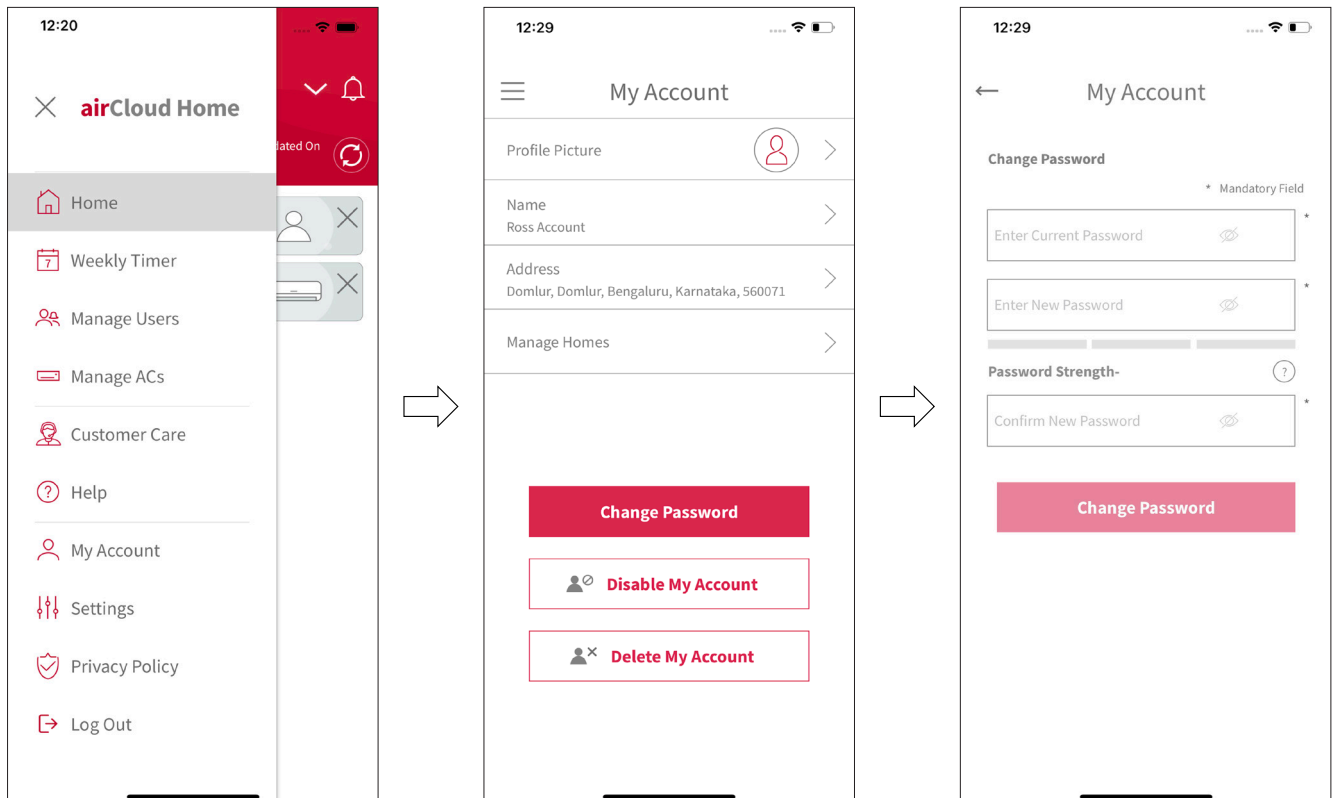 12:20
airCloud Home
dated On
Home
7
Weekly Timer
Manage Users
Manage ACs
Customer Care
? Help
My Account
Settings
Privacy Policy
Log Out
12:29
My Account
Profile Picture
Name
Ross Account
Address
Domlur, Domlur, Bengaluru, Karnataka, 560071
Manage Homes
Change Password
Disable My Account
Delete My Account
12:29
My Account
Change Password
* Mandatory Field
Enter Current Password *
Enter New Password *
Password Strength- ?
Confirm New Password *
Change Password